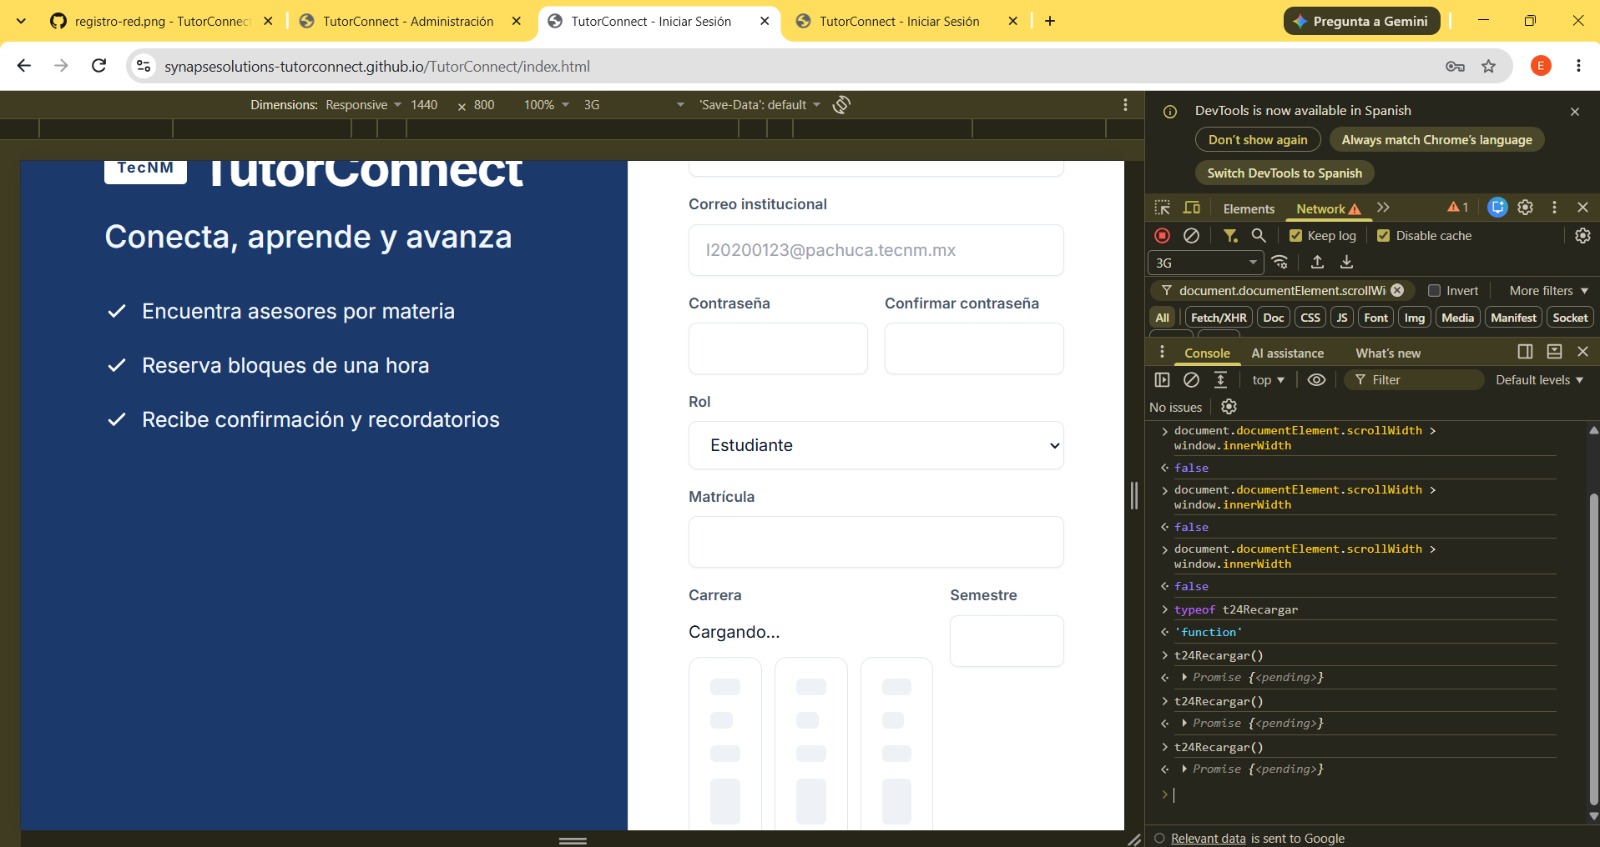 registro-red.png - TutorConnect
TutorConnect - Administración
TutorConnect - Iniciar Sesión
TutorConnect - Iniciar Sesión
Pregunta a Gemini
synapsesolutions-tutorconnect.github.io/TutorConnect/index.html
E
Dimensions: Responsive 1440 × 800 100% 3G 'Save-Data': default
TecNM TutorConnect
Conecta, aprende y avanza
Encuentra asesores por materia
Reserva bloques de una hora
Recibe confirmación y recordatorios
Correo institucional
l20200123@pachuca.tecnm.mx
Contraseña Confirmar contraseña
Rol
Estudiante
Matrícula
Carrera Semestre
Cargando...
DevTools is now available in Spanish
Don't show again Always match Chrome's language
Switch DevTools to Spanish
Elements Network 1
Keep log Disable cache
3G
document.documentElement.scrollWi Invert More filters
All Fetch/XHR Doc CSS JS Font Img Media Manifest Socket
Console AI assistance What's new
top Filter Default levels
No issues
document.documentElement.scrollWidth >
window.innerWidth
false
document.documentElement.scrollWidth >
window.innerWidth
false
document.documentElement.scrollWidth >
window.innerWidth
false
typeof t24Recargar
'function'
t24Recargar()
Promise {<pending>}
t24Recargar()
Promise {<pending>}
t24Recargar()
Promise {<pending>}
Relevant data is sent to Google